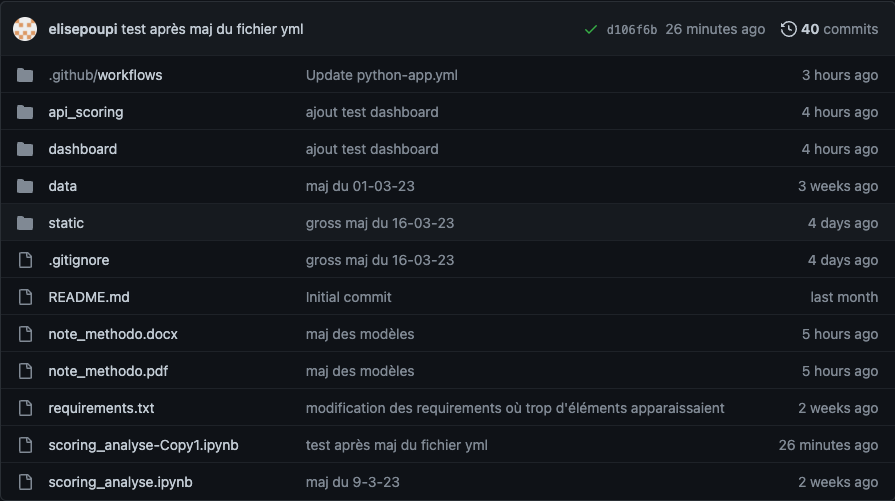 elisepoupi test après maj du fichier yml d106f6b 26 minutes ago 40 commits
.github/workflows Update python-app.yml 3 hours ago
api_scoring ajout test dashboard 4 hours ago
dashboard ajout test dashboard 4 hours ago
data maj du 01-03-23 3 weeks ago
static gross maj du 16-03-23 4 days ago
.gitignore gross maj du 16-03-23 4 days ago
README.md Initial commit last month
note_methodo.docx maj des modèles 5 hours ago
note_methodo.pdf maj des modèles 5 hours ago
requirements.txt modification des requirements où trop d'éléments apparaissaient 2 weeks ago
scoring_analyse-Copy1.ipynb test après maj du fichier yml 26 minutes ago
scoring_analyse.ipynb maj du 9-3-23 2 weeks ago